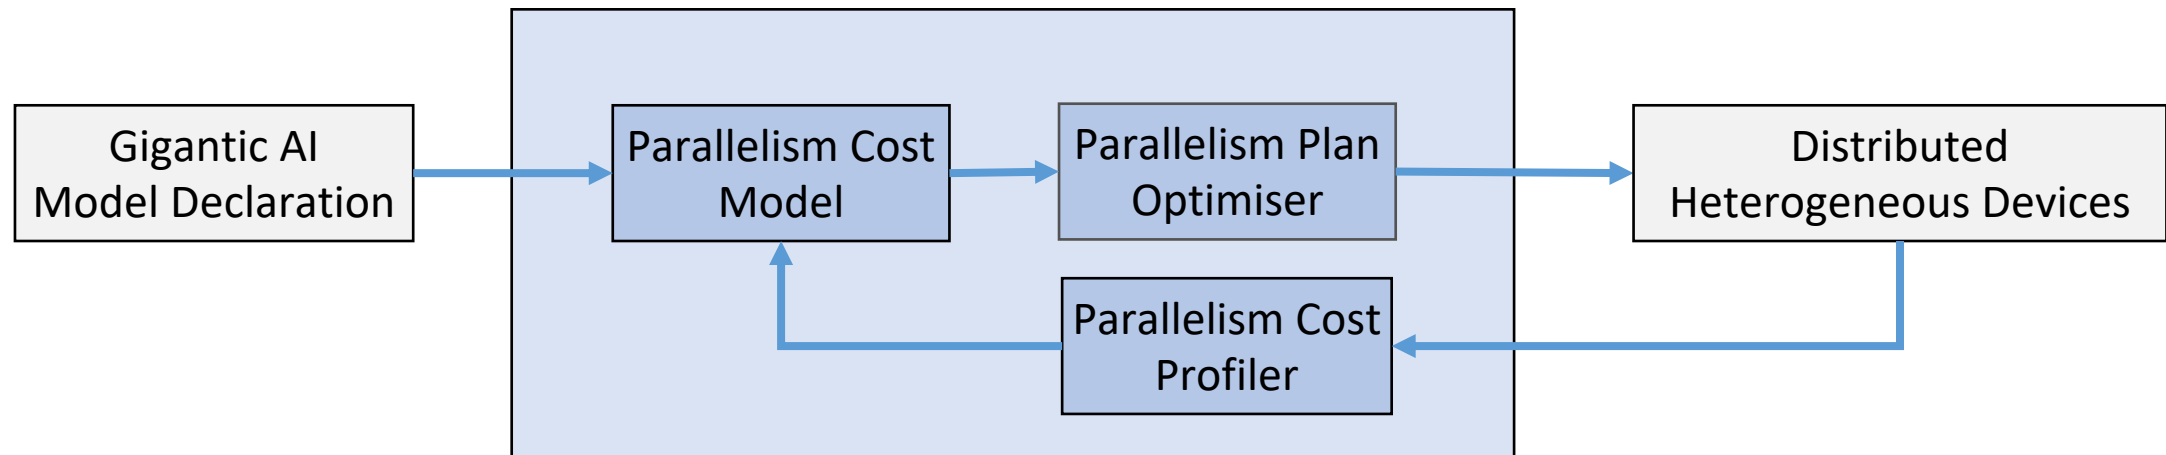 Gigantic AI
Model Declaration
Parallelism Cost
Model
Parallelism Plan
Optimiser
Distributed
Heterogeneous Devices
Parallelism Cost
Profiler